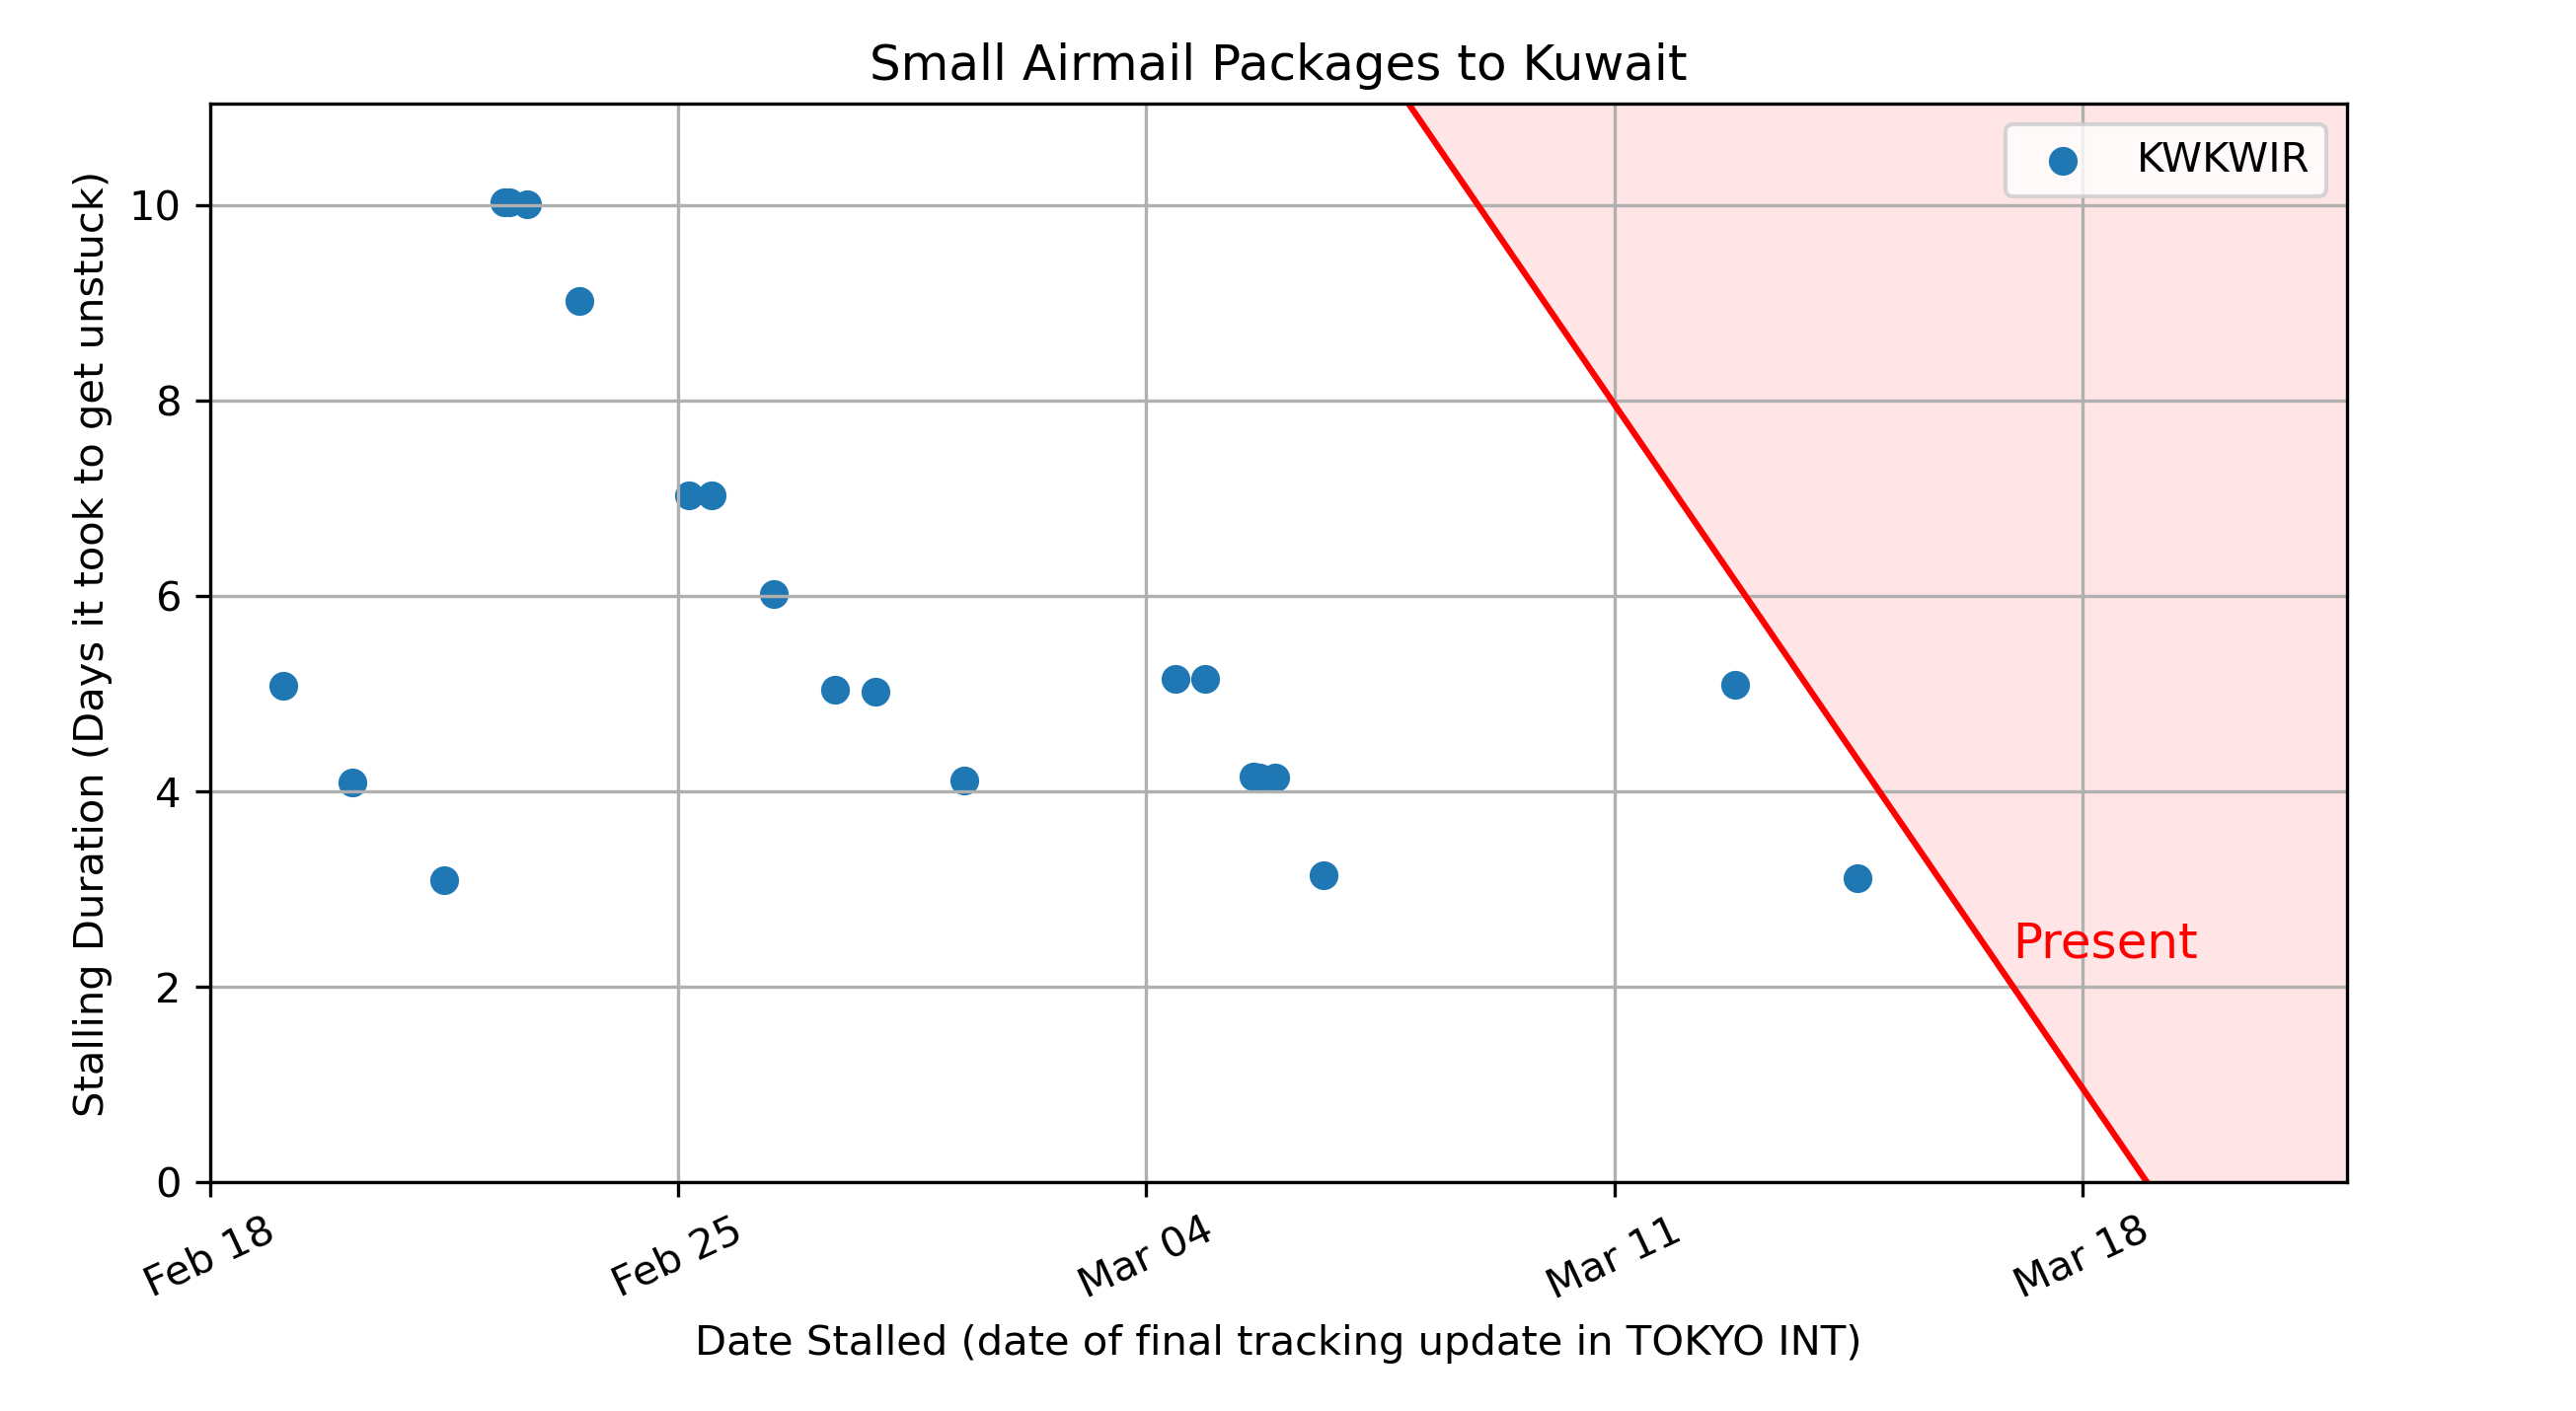 Small Airmail Packages to Kuwait
KWKWIR
Stalling Duration (Days it took to get unstuck)
10
8
6
4
2
0
Present
Feb 18
Feb 25
Mar 04
Mar 11
Mar 18
Date Stalled (date of final tracking update in TOKYO INT)